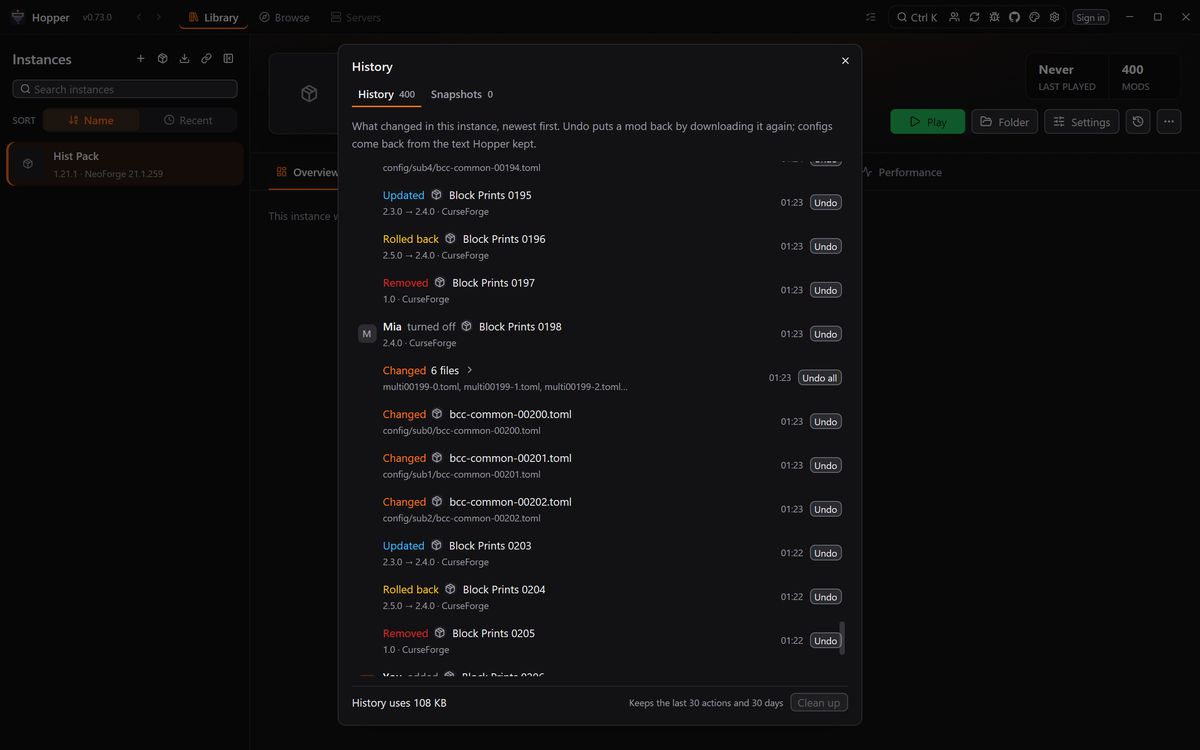 Hopper v0.73.0 Library Browse Servers Ctrl K Sign in
Instances
Search instances
SORT Name Recent
Hist Pack
1.21.1 · NeoForge 21.1.259
Never
LAST PLAYED
400
MODS
Play Folder Settings
Overview
Performance
This instance w
History
History 400 Snapshots 0
What changed in this instance, newest first. Undo puts a mod back by downloading it again; configs
come back from the text Hopper kept.
config/sub4/bcc-common-00194.toml
Updated Block Prints 0195 01:23 Undo
2.3.0 → 2.4.0 · CurseForge
Rolled back Block Prints 0196 01:23 Undo
2.5.0 → 2.4.0 · CurseForge
Removed Block Prints 0197 01:23 Undo
1.0 · CurseForge
M Mia turned off Block Prints 0198 01:23 Undo
2.4.0 · CurseForge
Changed 6 files 01:23 Undo all
multi00199-0.toml, multi00199-1.toml, multi00199-2.toml...
Changed bcc-common-00200.toml 01:23 Undo
config/sub0/bcc-common-00200.toml
Changed bcc-common-00201.toml 01:23 Undo
config/sub1/bcc-common-00201.toml
Changed bcc-common-00202.toml 01:23 Undo
config/sub2/bcc-common-00202.toml
Updated Block Prints 0203 01:22 Undo
2.3.0 → 2.4.0 · CurseForge
Rolled back Block Prints 0204 01:22 Undo
2.5.0 → 2.4.0 · CurseForge
Removed Block Prints 0205 01:22 Undo
1.0 · CurseForge
You added Block Prints 0206
History uses 108 KB Keeps the last 30 actions and 30 days Clean up